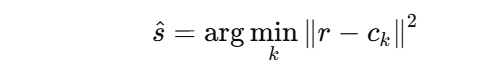 ŝ = arg min_k ‖r − c_k‖²